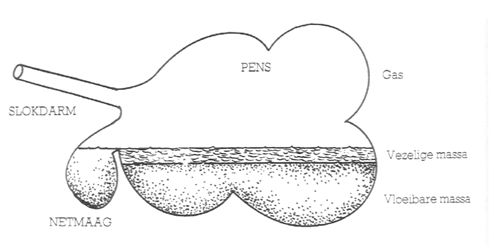 PENS
Gas
SLOKDARM
Vezelige massa
Vloeibare massa
NETMAAG